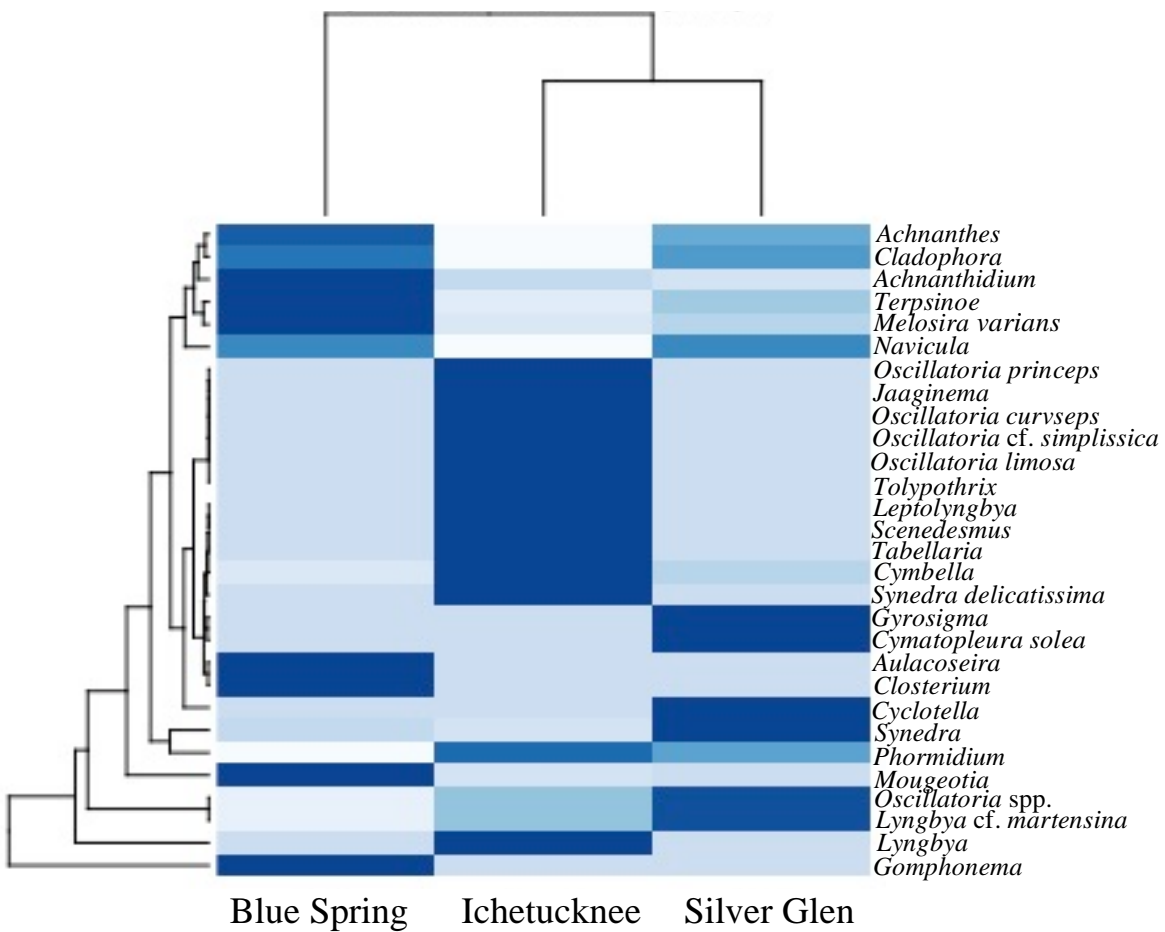 Achnanthes
Cladophora
Achnanthidium
Terpsinoe
Melosira varians
Navicula
Oscillatoria princeps
Jaaginema
Oscillatoria curvseps
Oscillatoria cf. simplissica
Oscillatoria limosa
Tolypothrix
Leptolyngbya
Scenedesmus
Tabellaria
Cymbella
Synedra delicatissima
Gyrosigma
Cymatopleura solea
Aulacoseira
Closterium
Cyclotella
Synedra
Phormidium
Mougeotia
Oscillatoria spp.
Lyngbya cf. martensina
Lyngbya
Gomphonema
Blue Spring Ichetucknee Silver Glen